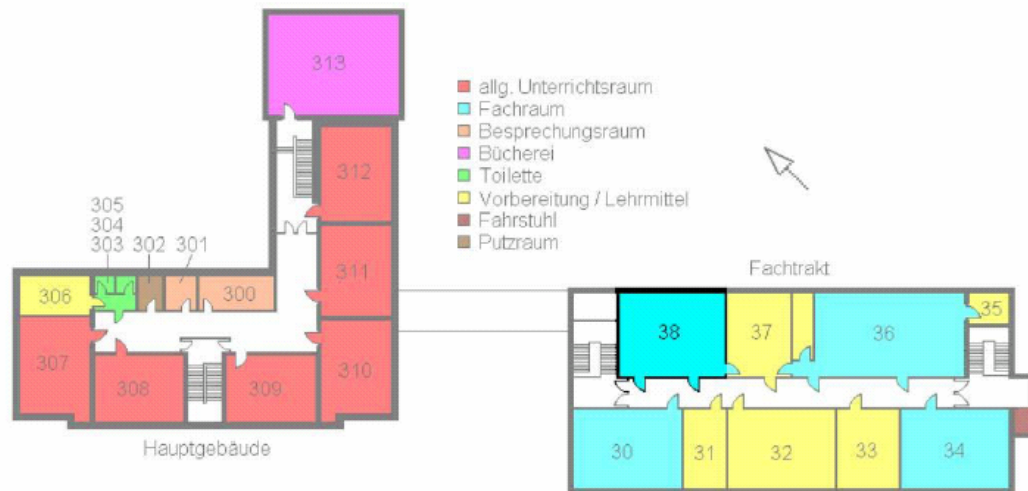 313
allg. Unterrichtsraum
Fachraum
Besprechungsraum
Bücherei
Toilette
Vorbereitung / Lehrmittel
Fahrstuhl
Putzraum
312
305
304
303 302 301
311
306
300
307
308
309
310
Hauptgebäude
Fachtrakt
38
37
36
35
30
31
32
33
34